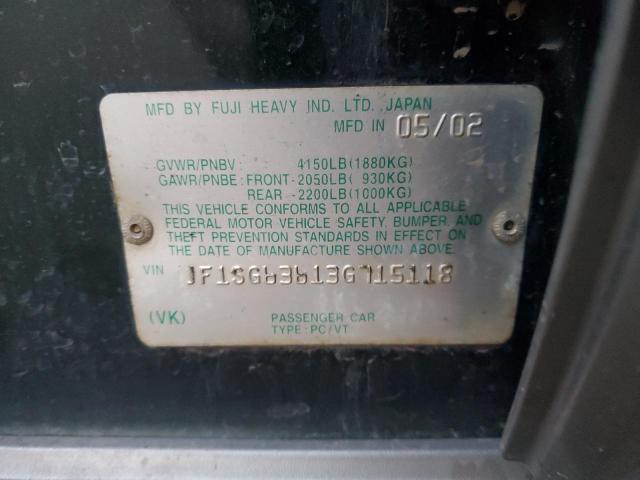 MFD BY FUJI HEAVY IND. LTD. JAPAN
MFD IN 05/02
GVWR/PNBV : 4150LB(1880KG)
GAWR/PNBE : FRONT-2050LB( 930KG)
REAR -2200LB(1000KG)
THIS VEHICLE CONFORMS TO ALL APPLICABLE
FEDERAL MOTOR VEHICLE SAFETY, BUMPER, AND
THEFT PREVENTION STANDARDS IN EFFECT ON
THE DATE OF MANUFACTURE SHOWN ABOVE.
VIN : JF1SG63613G715118
(VK) PASSENGER CAR
TYPE : PC/VT